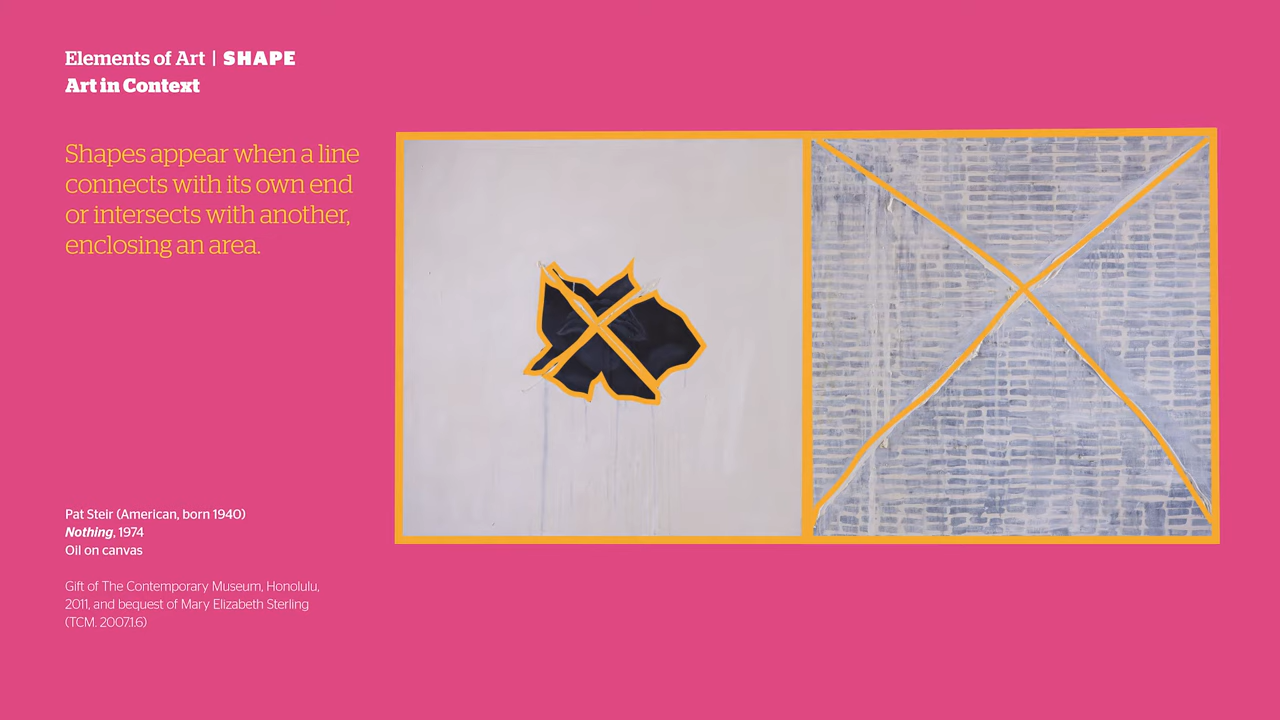 Elements of Art | SHAPE
Art in Context
Shapes appear when a line
connects with its own end
or intersects with another,
enclosing an area.
Pat Steir (American, born 1940)
Nothing, 1974
Oil on canvas
Gift of The Contemporary Museum, Honolulu,
2011, and bequest of Mary Elizabeth Sterling
(TCM. 2007.1.6)